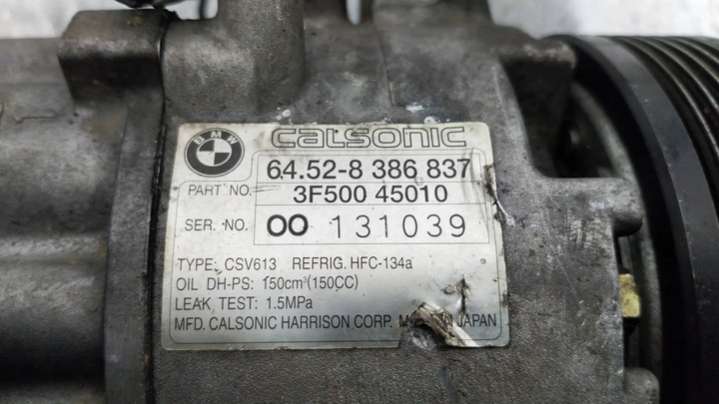 BMW
calsonic
64.52-8 386 837
PART NO. 3F500 45010
SER. NO. 00 131039
TYPE: CSV613 REFRIG. HFC-134a
OIL DH-PS: 150cm³(150CC)
LEAK TEST: 1.5MPa
MFD. CALSONIC HARRISON CORP. JAPAN